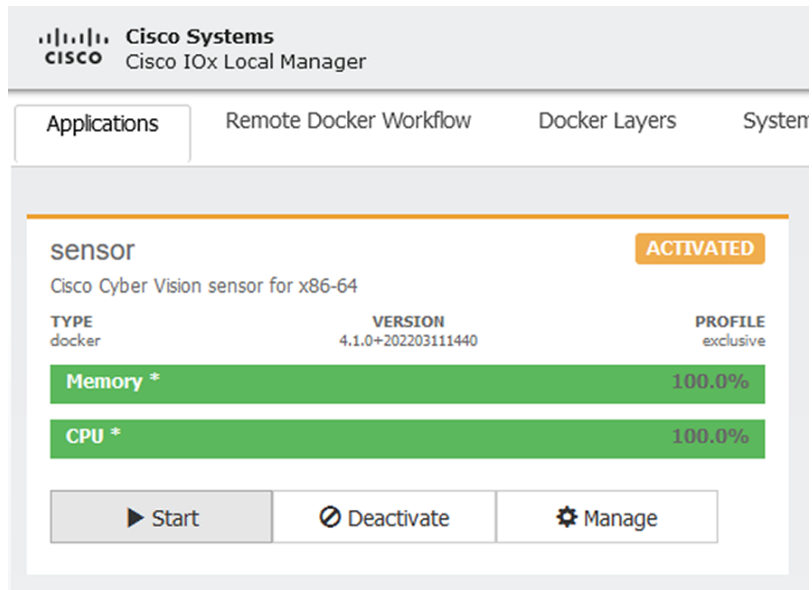 Cisco Systems
CISCO Cisco IOx Local Manager
Applications Remote Docker Workflow Docker Layers System
sensor ACTIVATED
Cisco Cyber Vision sensor for x86-64
TYPE VERSION PROFILE
docker 4.1.0+202203111440 exclusive
Memory * 100.0%
CPU * 100.0%
Start Deactivate Manage